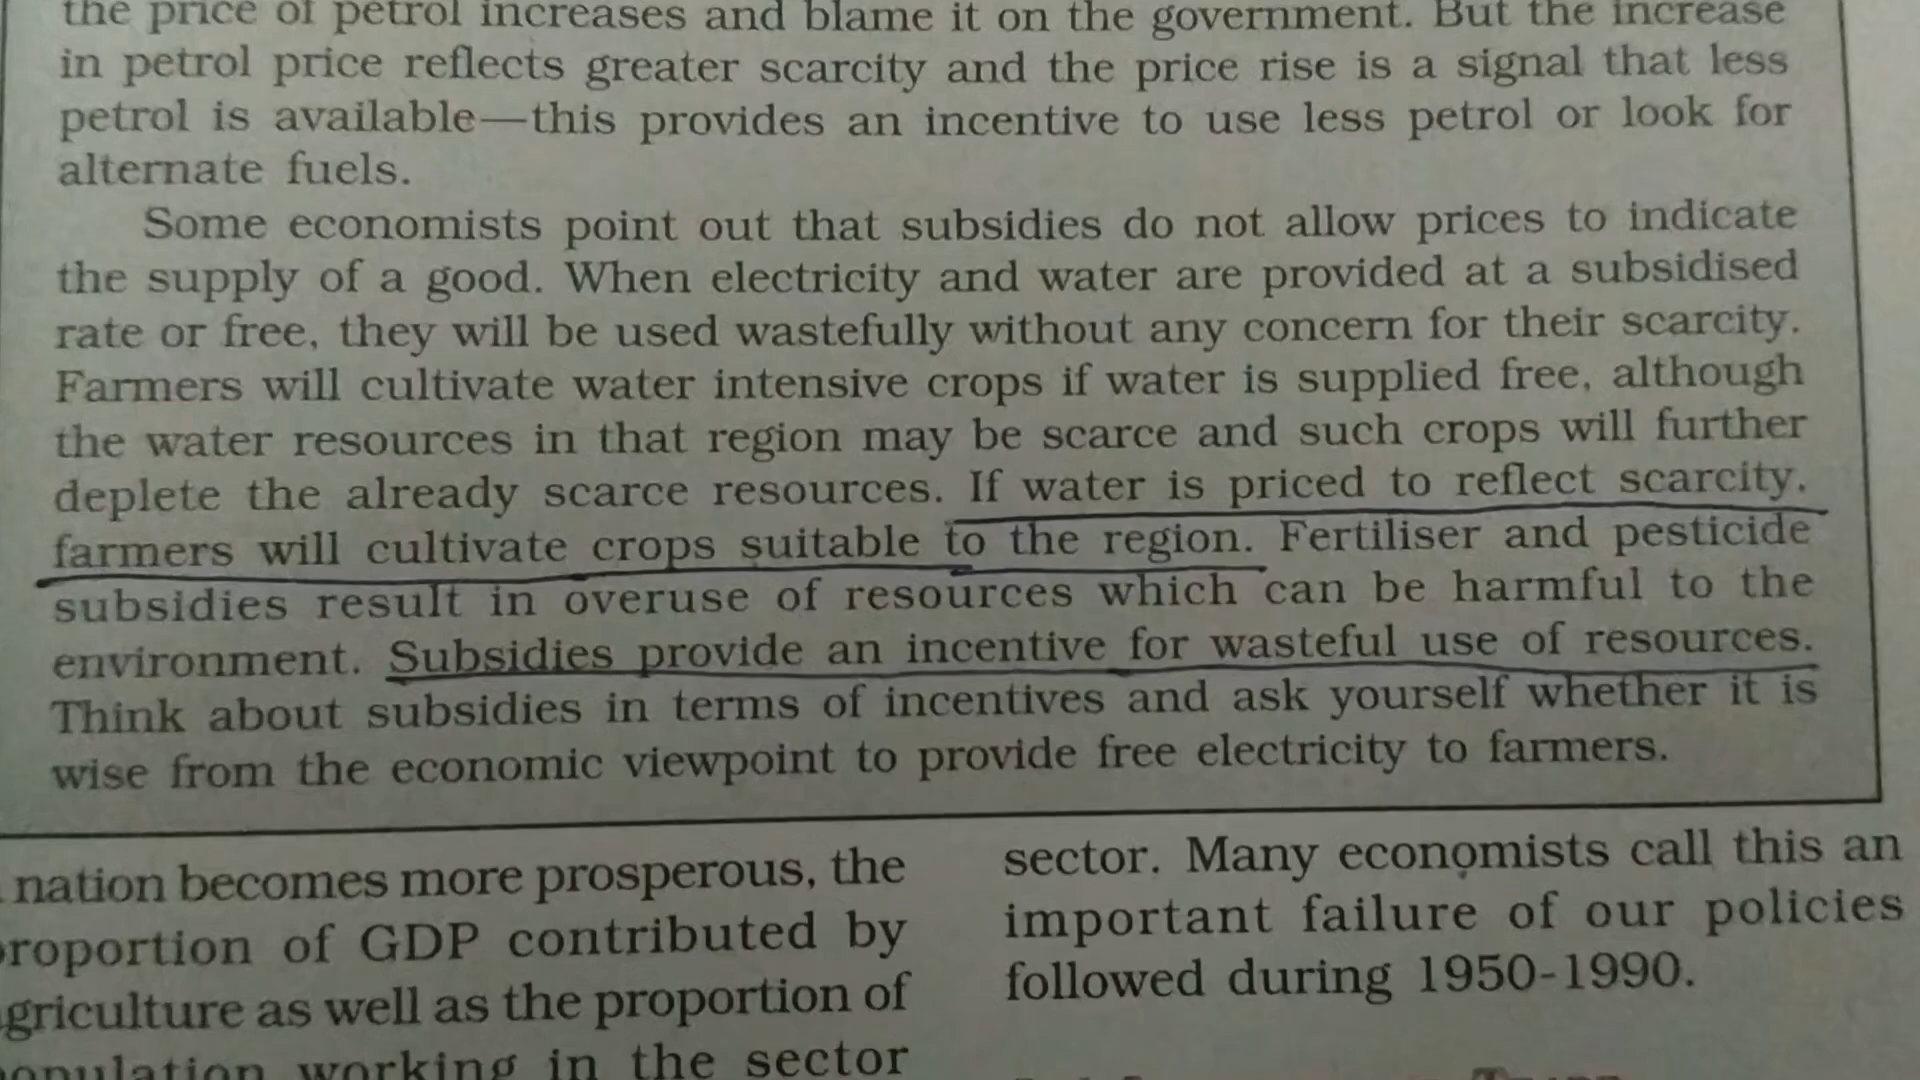 the price of petrol increases and blame it on the government. But the increase
in petrol price reflects greater scarcity and the price rise is a signal that less
petrol is available—this provides an incentive to use less petrol or look for
alternate fuels.
Some economists point out that subsidies do not allow prices to indicate
the supply of a good. When electricity and water are provided at a subsidised
rate or free, they will be used wastefully without any concern for their scarcity.
Farmers will cultivate water intensive crops if water is supplied free, although
the water resources in that region may be scarce and such crops will further
deplete the already scarce resources. If water is priced to reflect scarcity,
farmers will cultivate crops suitable to the region. Fertiliser and pesticide
subsidies result in overuse of resources which can be harmful to the
environment. Subsidies provide an incentive for wasteful use of resources.
Think about subsidies in terms of incentives and ask yourself whether it is
wise from the economic viewpoint to provide free electricity to farmers.
nation becomes more prosperous, the
proportion of GDP contributed by
agriculture as well as the proportion of
population working in the sector
sector. Many economists call this an
important failure of our policies
followed during 1950-1990.